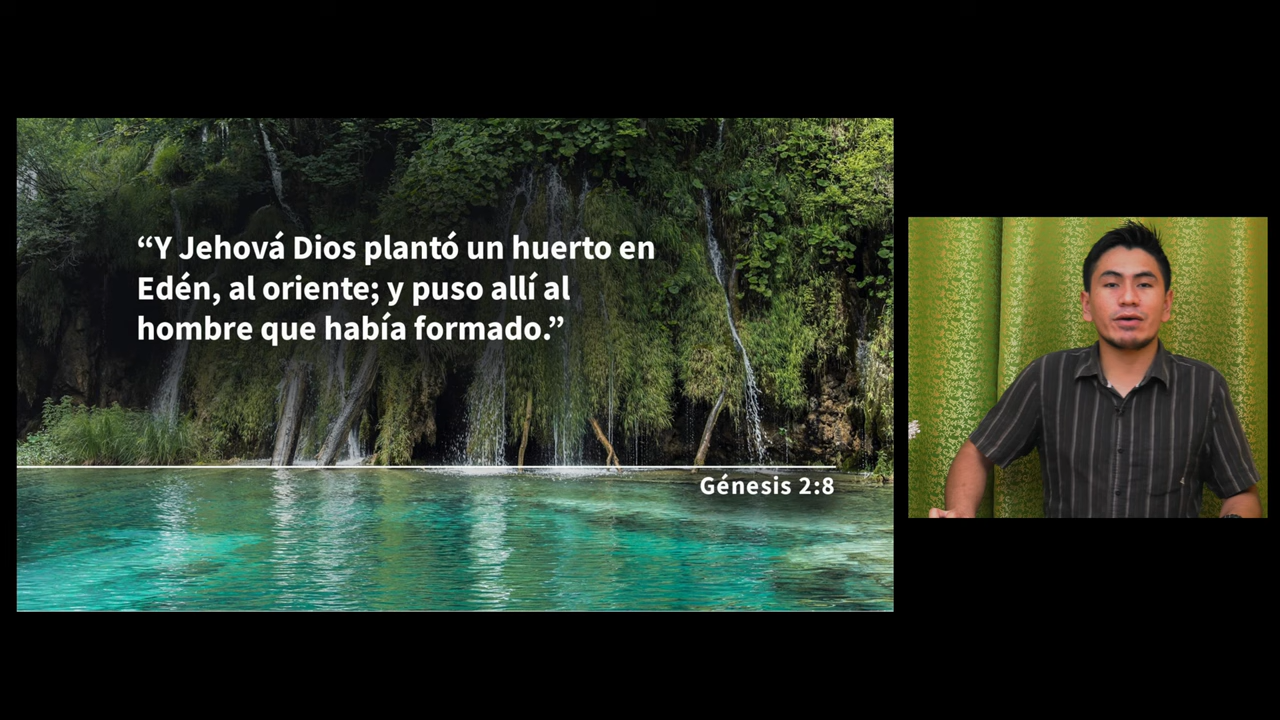 “Y Jehová Dios plantó un huerto en
Edén, al oriente; y puso allí al
hombre que había formado.”
Génesis 2:8